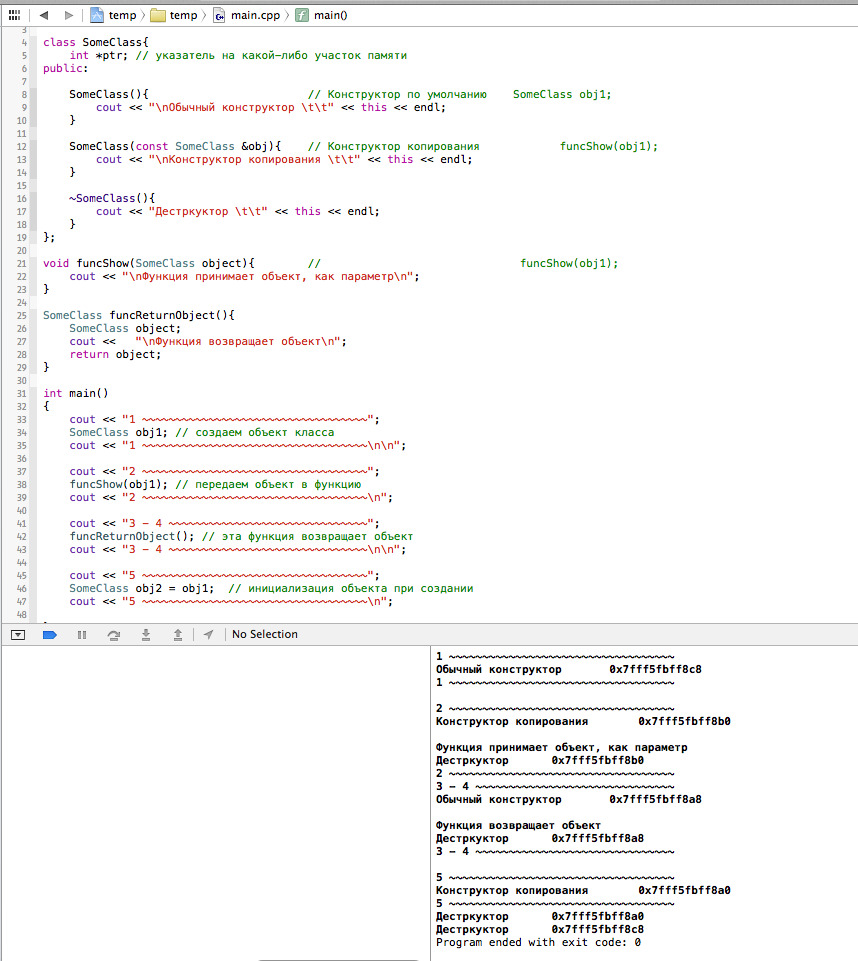 temp temp main.cpp main()
3
4 class SomeClass{
5 int *ptr; // указатель на какой-либо участок памяти
6 public:
7
8 SomeClass(){ // Конструктор по умолчанию SomeClass obj1;
9 cout << "\nОбычный конструктор \t\t" << this << endl;
10 }
11
12 SomeClass(const SomeClass &obj){ // Конструктор копирования funcShow(obj1);
13 cout << "\nКонструктор копирования \t\t" << this << endl;
14 }
15
16 ~SomeClass(){
17 cout << "Дестркуктор \t\t" << this << endl;
18 }
19 };
20
21 void funcShow(SomeClass object){ // funcShow(obj1);
22 cout << "\nФункция принимает объект, как параметр\n";
23 }
24
25 SomeClass funcReturnObject(){
26 SomeClass object;
27 cout << "\nФункция возвращает объект\n";
28 return object;
29 }
30
31 int main()
32 {
33 cout << "1 ~~~~~~~~~~~~~~~~~~~~~~~~~~~~~~~~~~";
34 SomeClass obj1; // создаем объект класса
35 cout << "1 ~~~~~~~~~~~~~~~~~~~~~~~~~~~~~~~~~~\n\n";
36
37 cout << "2 ~~~~~~~~~~~~~~~~~~~~~~~~~~~~~~~~~~";
38 funcShow(obj1); // передаем объект в функцию
39 cout << "2 ~~~~~~~~~~~~~~~~~~~~~~~~~~~~~~~~~~\n";
40
41 cout << "3 – 4 ~~~~~~~~~~~~~~~~~~~~~~~~~~~~~~";
42 funcReturnObject(); // эта функция возвращает объект
43 cout << "3 – 4 ~~~~~~~~~~~~~~~~~~~~~~~~~~~~~~\n\n";
44
45 cout << "5 ~~~~~~~~~~~~~~~~~~~~~~~~~~~~~~~~~~";
46 SomeClass obj2 = obj1; // инициализация объекта при создании
47 cout << "5 ~~~~~~~~~~~~~~~~~~~~~~~~~~~~~~~~~~\n";
48
No Selection
1 ~~~~~~~~~~~~~~~~~~~~~~~~~~~~~~~~~~
Обычный конструктор 0x7fff5fbff8c8
1 ~~~~~~~~~~~~~~~~~~~~~~~~~~~~~~~~~~
2 ~~~~~~~~~~~~~~~~~~~~~~~~~~~~~~~~~~
Конструктор копирования 0x7fff5fbff8b0
Функция принимает объект, как параметр
Дестркуктор 0x7fff5fbff8b0
2 ~~~~~~~~~~~~~~~~~~~~~~~~~~~~~~~~~~
3 – 4 ~~~~~~~~~~~~~~~~~~~~~~~~~~~~~~
Обычный конструктор 0x7fff5fbff8a8
Функция возвращает объект
Дестркуктор 0x7fff5fbff8a8
3 – 4 ~~~~~~~~~~~~~~~~~~~~~~~~~~~~~~
5 ~~~~~~~~~~~~~~~~~~~~~~~~~~~~~~~~~~
Конструктор копирования 0x7fff5fbff8a0
5 ~~~~~~~~~~~~~~~~~~~~~~~~~~~~~~~~~~
Дестркуктор 0x7fff5fbff8a0
Дестркуктор 0x7fff5fbff8c8
Program ended with exit code: 0